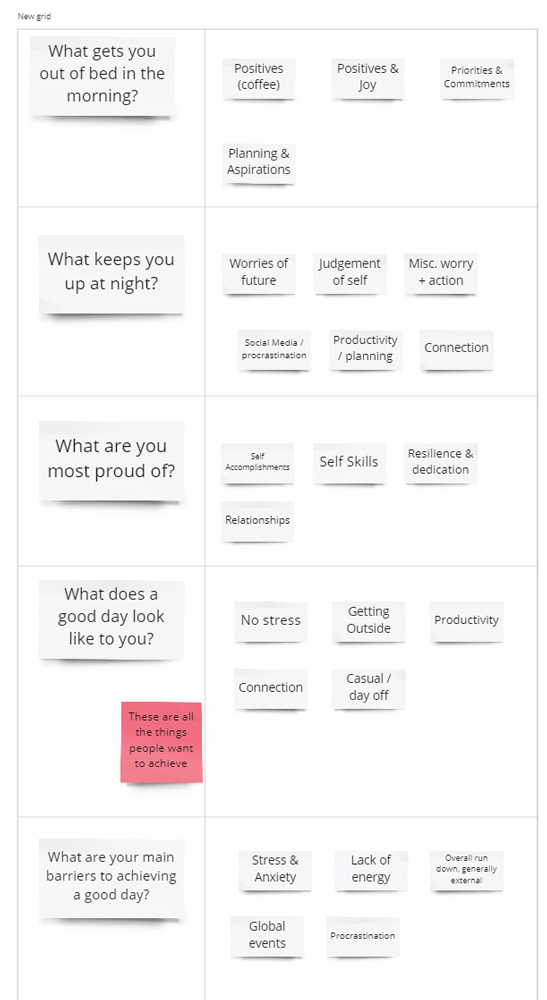 New grid
What gets you
out of bed in the
morning?
Positives
(coffee)
Positives &
Joy
Priorities &
Commitments
Planning &
Aspirations
What keeps you
up at night?
Worries of
future
Judgement
of self
Misc. worry
+ action
Social Media /
procrastination
Productivity
/ planning
Connection
What are you
most proud of?
Self
Accomplishments
Self Skills
Resilience &
dedication
Relationships
What does a
good day look
like to you?
No stress
Getting
Outside
Productivity
Connection
Casual /
day off
These are all
the things
people want
to achieve
What are your main
barriers to achieving
a good day?
Stress &
Anxiety
Lack of
energy
Overall run
down, generally
external
Global
events
Procrastination